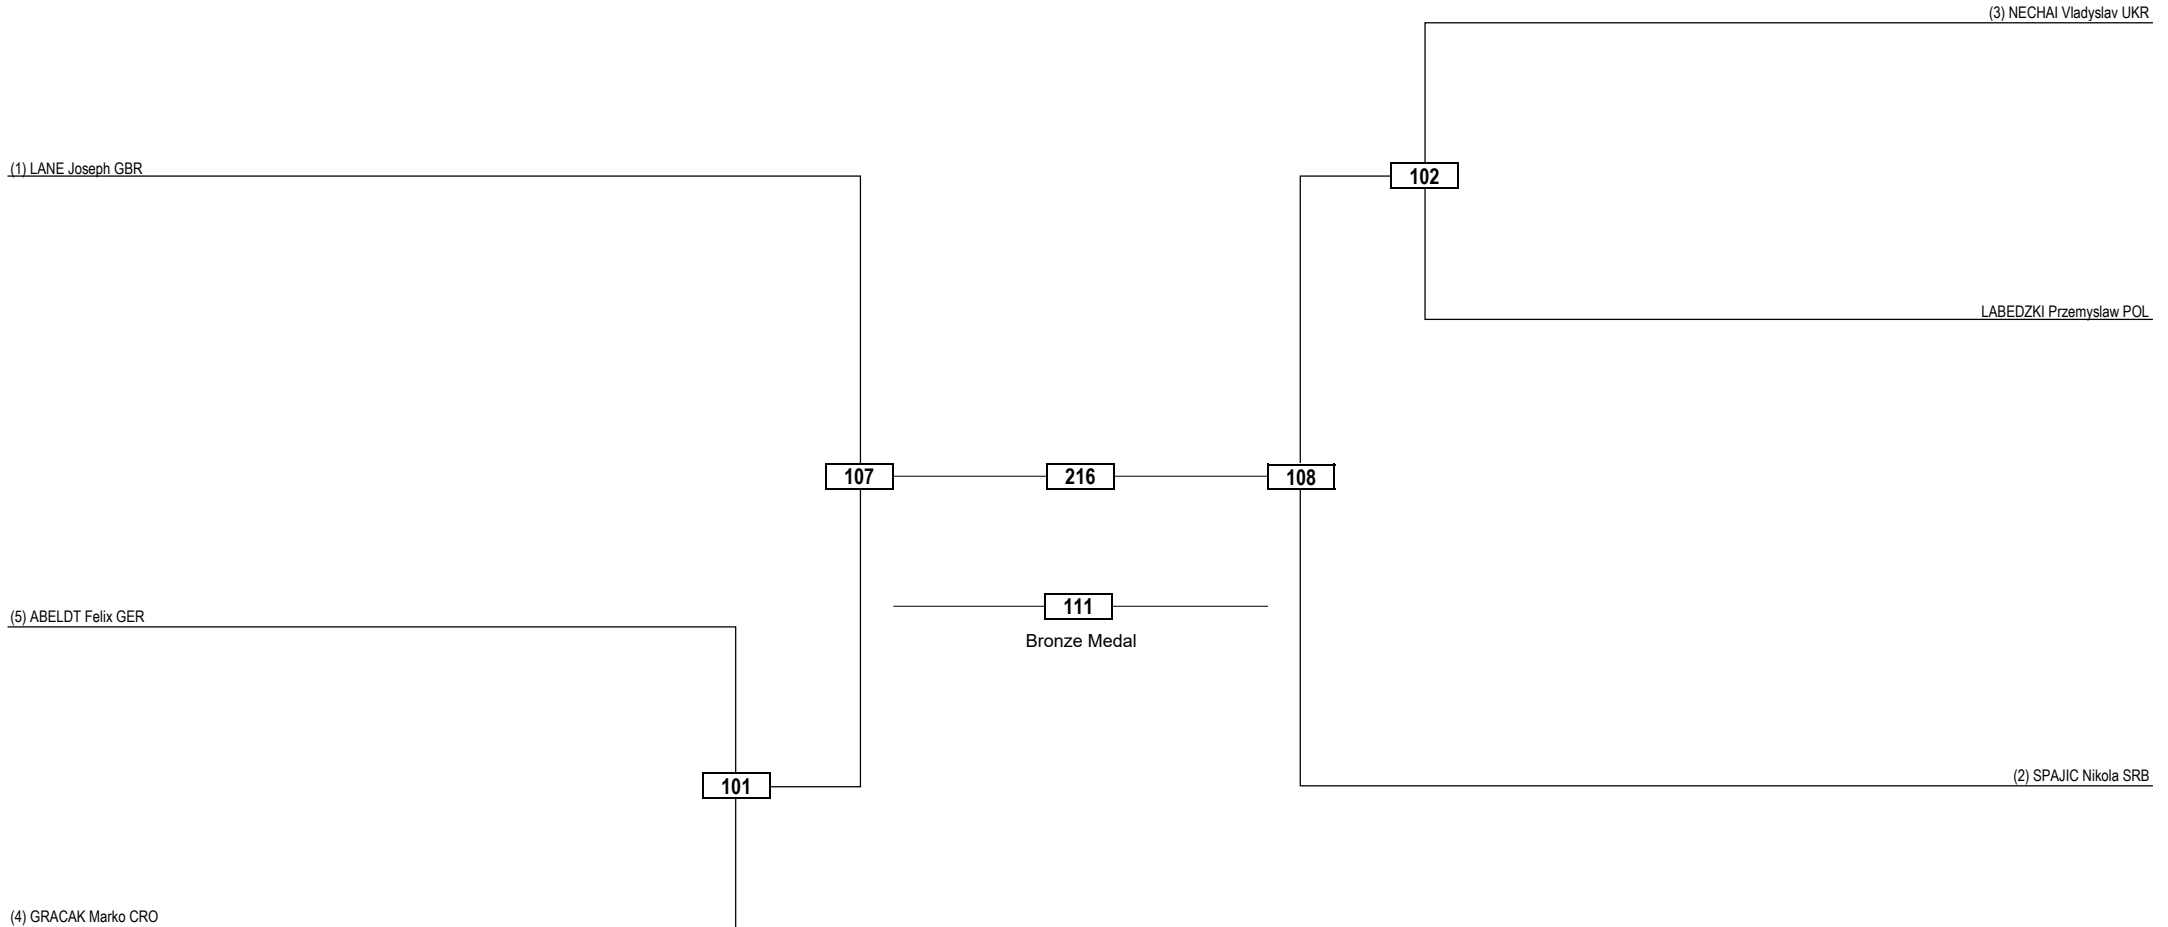 (3) NECHAI Vladyslav UKR
(1) LANE Joseph GBR
102
LABEDZKI Przemyslaw POL
107
216
108
111
Bronze Medal
(5) ABELDT Felix GER
101
(2) SPAJIC Nikola SRB
(4) GRACAK Marko CRO